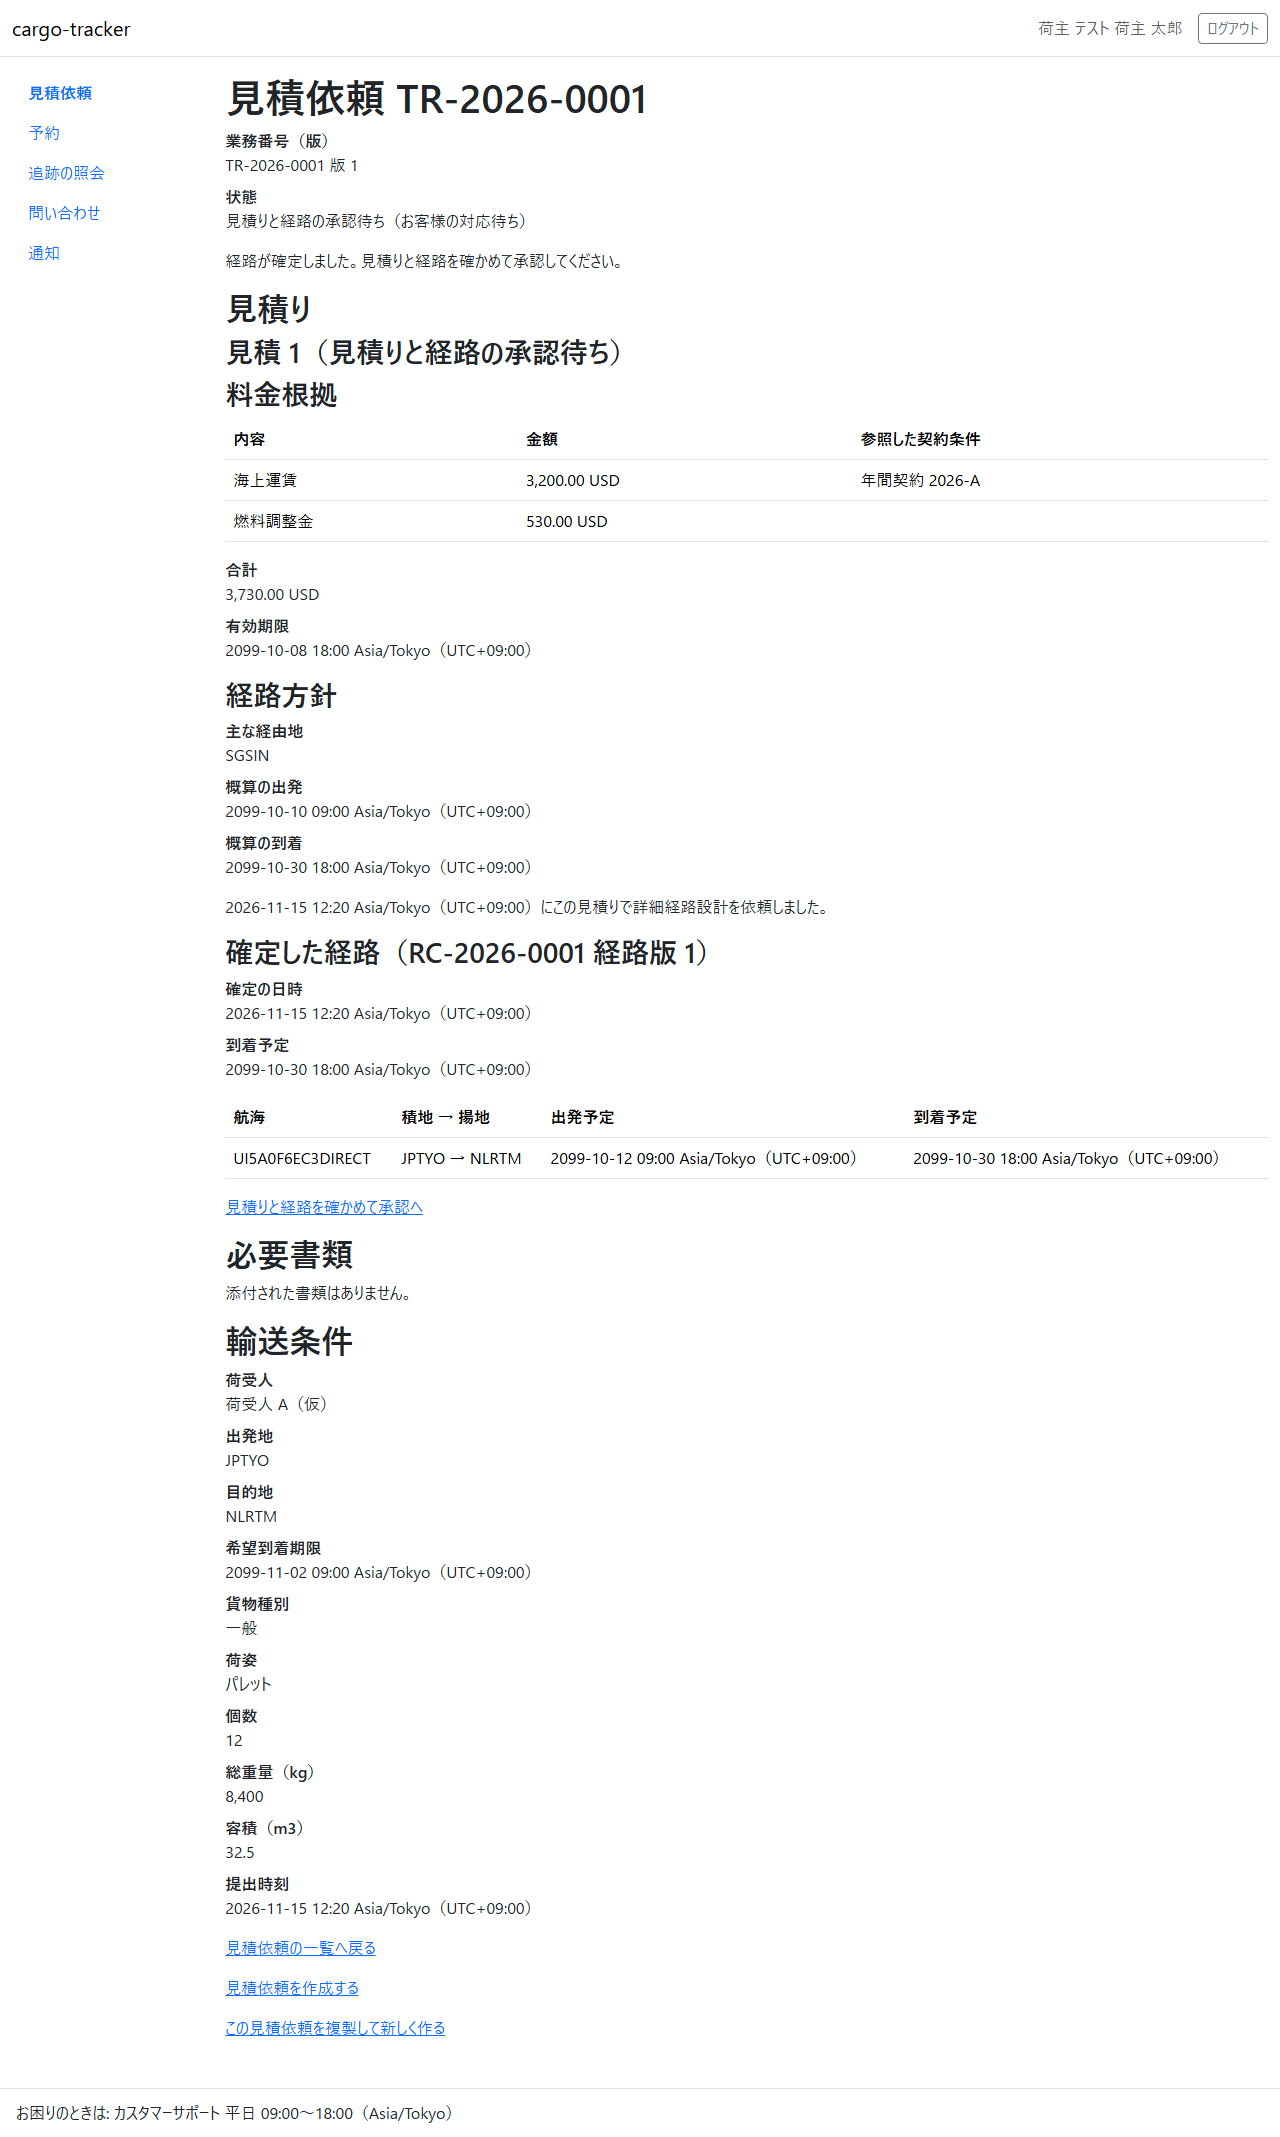 cargo-tracker
荷主 テスト 荷主 太郎
ログアウト
見積依頼
予約
追跡の照会
問い合わせ
通知
見積依頼 TR-2026-0001
業務番号（版）
TR-2026-0001 版 1
状態
見積りと経路の承認待ち（お客様の対応待ち）
経路が確定しました。見積りと経路を確かめて承認してください。
見積り
見積 1（見積りと経路の承認待ち）
料金根拠
内容 金額 参照した契約条件
海上運賃 3,200.00 USD 年間契約 2026-A
燃料調整金 530.00 USD
合計
3,730.00 USD
有効期限
2099-10-08 18:00 Asia/Tokyo（UTC+09:00）
経路方針
主な経由地
SGSIN
概算の出発
2099-10-10 09:00 Asia/Tokyo（UTC+09:00）
概算の到着
2099-10-30 18:00 Asia/Tokyo（UTC+09:00）
2026-11-15 12:20 Asia/Tokyo（UTC+09:00）にこの見積りで詳細経路設計を依頼しました。
確定した経路（RC-2026-0001 経路版 1）
確定の日時
2026-11-15 12:20 Asia/Tokyo（UTC+09:00）
到着予定
2099-10-30 18:00 Asia/Tokyo（UTC+09:00）
航海 積地 → 揚地 出発予定 到着予定
UI5A0F6EC3DIRECT JPTYO → NLRTM 2099-10-12 09:00 Asia/Tokyo（UTC+09:00） 2099-10-30 18:00 Asia/Tokyo（UTC+09:00）
見積りと経路を確かめて承認へ
必要書類
添付された書類はありません。
輸送条件
荷受人
荷受人 A（仮）
出発地
JPTYO
目的地
NLRTM
希望到着期限
2099-11-02 09:00 Asia/Tokyo（UTC+09:00）
貨物種別
一般
荷姿
パレット
個数
12
総重量（kg）
8,400
容積（m3）
32.5
提出時刻
2026-11-15 12:20 Asia/Tokyo（UTC+09:00）
見積依頼の一覧へ戻る
見積依頼を作成する
この見積依頼を複製して新しく作る
お困りのときは: カスタマーサポート 平日 09:00～18:00（Asia/Tokyo）